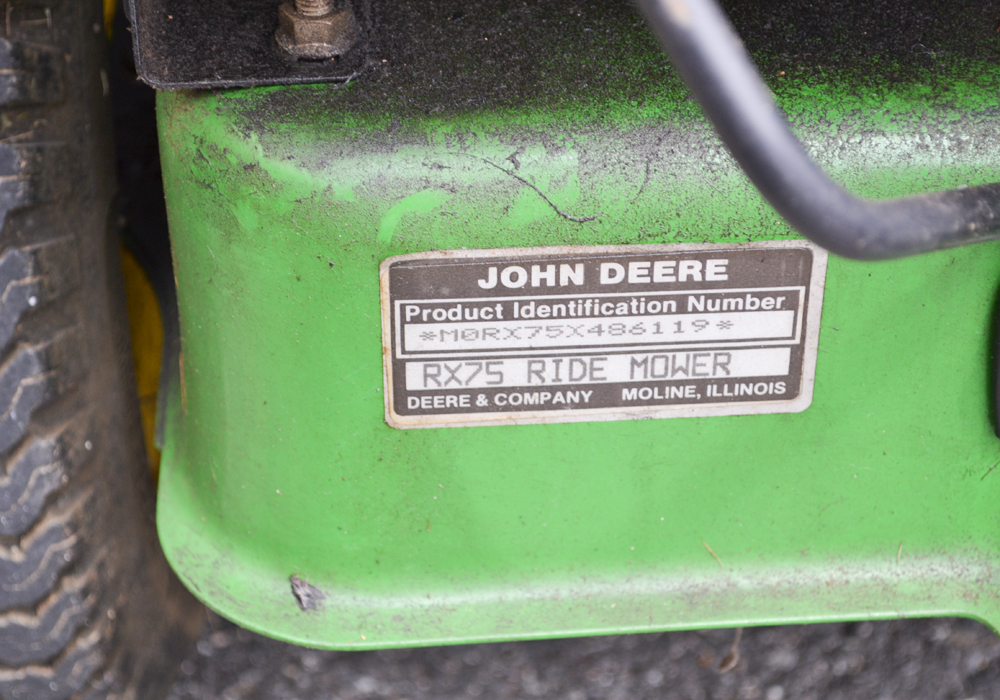 JOHN DEERE
Product Identification Number
*M0RX75X486119*
RX75 RIDE MOWER
DEERE & COMPANY MOLINE, ILLINOIS